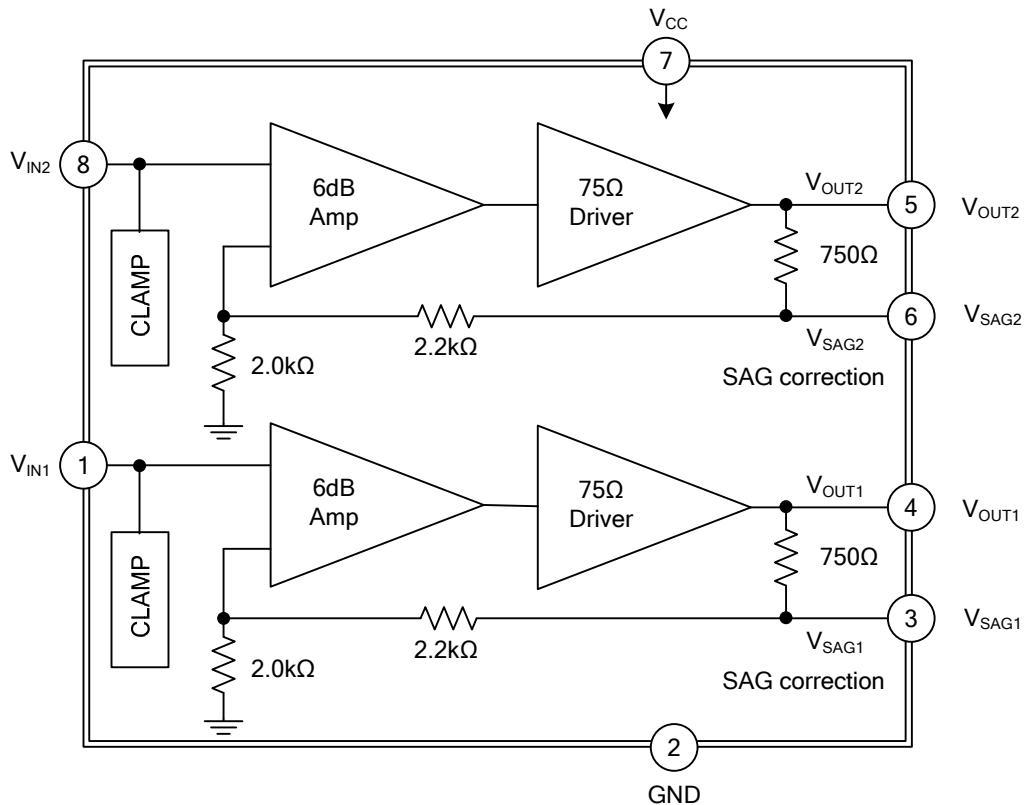 VCC
7
VIN2
8
6dB
Amp
75Ω
Driver
VOUT2
5
VOUT2
CLAMP
750Ω
2.2kΩ
VSAG2
6
VSAG2
2.0kΩ
SAG correction
VIN1
1
6dB
Amp
75Ω
Driver
VOUT1
4
VOUT1
CLAMP
750Ω
2.2kΩ
VSAG1
3
VSAG1
2.0kΩ
SAG correction
2
GND